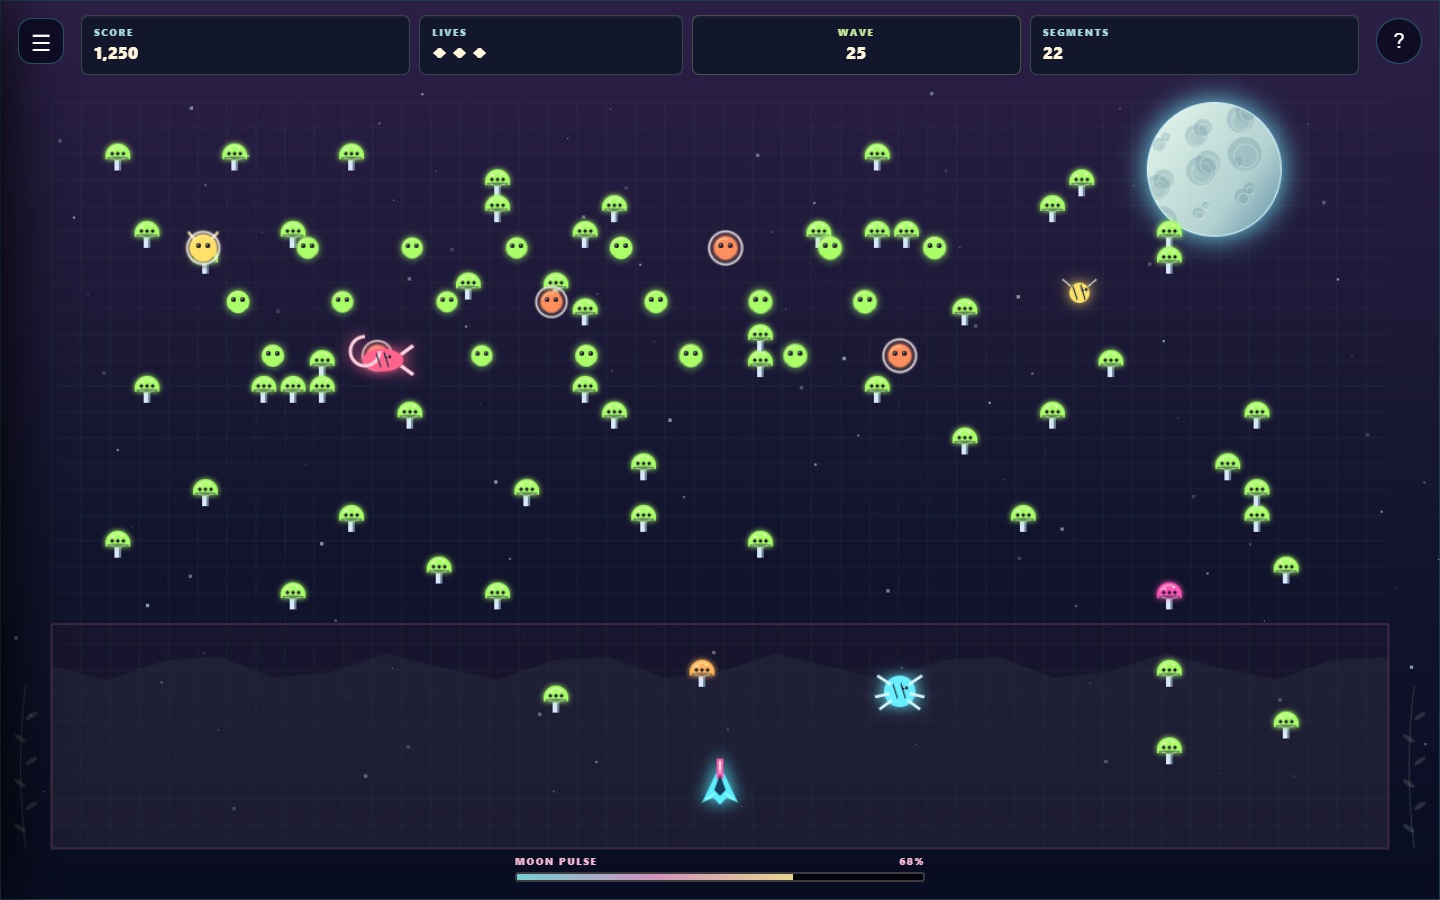 ☰
SCORE
1,250
LIVES
◆ ◆ ◆
WAVE
25
SEGMENTS
22
?
MOON PULSE
68%